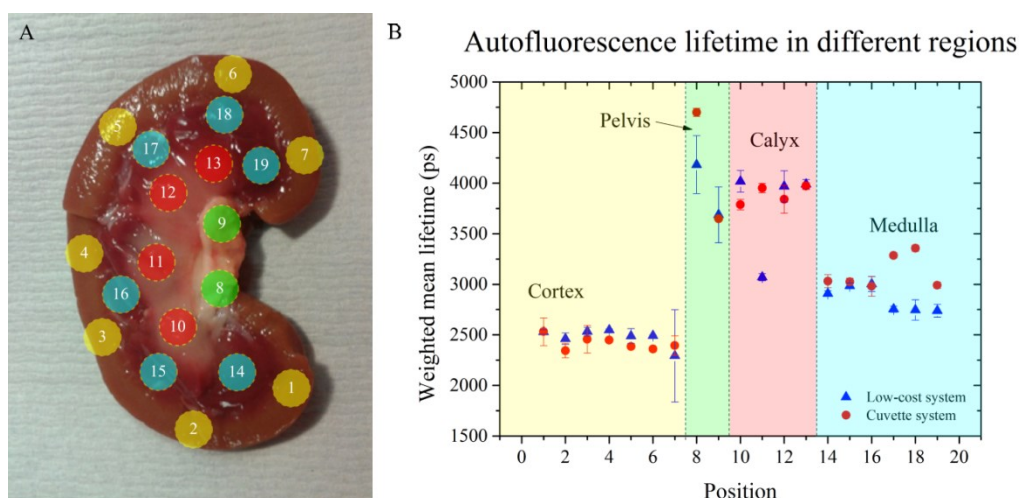 A
6
5
18
7
17
13
19
12
9
4
11
8
16
10
3
15
14
1
2
B
Autofluorescence lifetime in different regions
Weighted mean lifetime (ps)
5000
4500
4000
3500
3000
2500
2000
1500
Pelvis
Calyx
Medulla
Cortex
Low-cost system
Cuvette system
0 2 4 6 8 10 12 14 16 18 20
Position